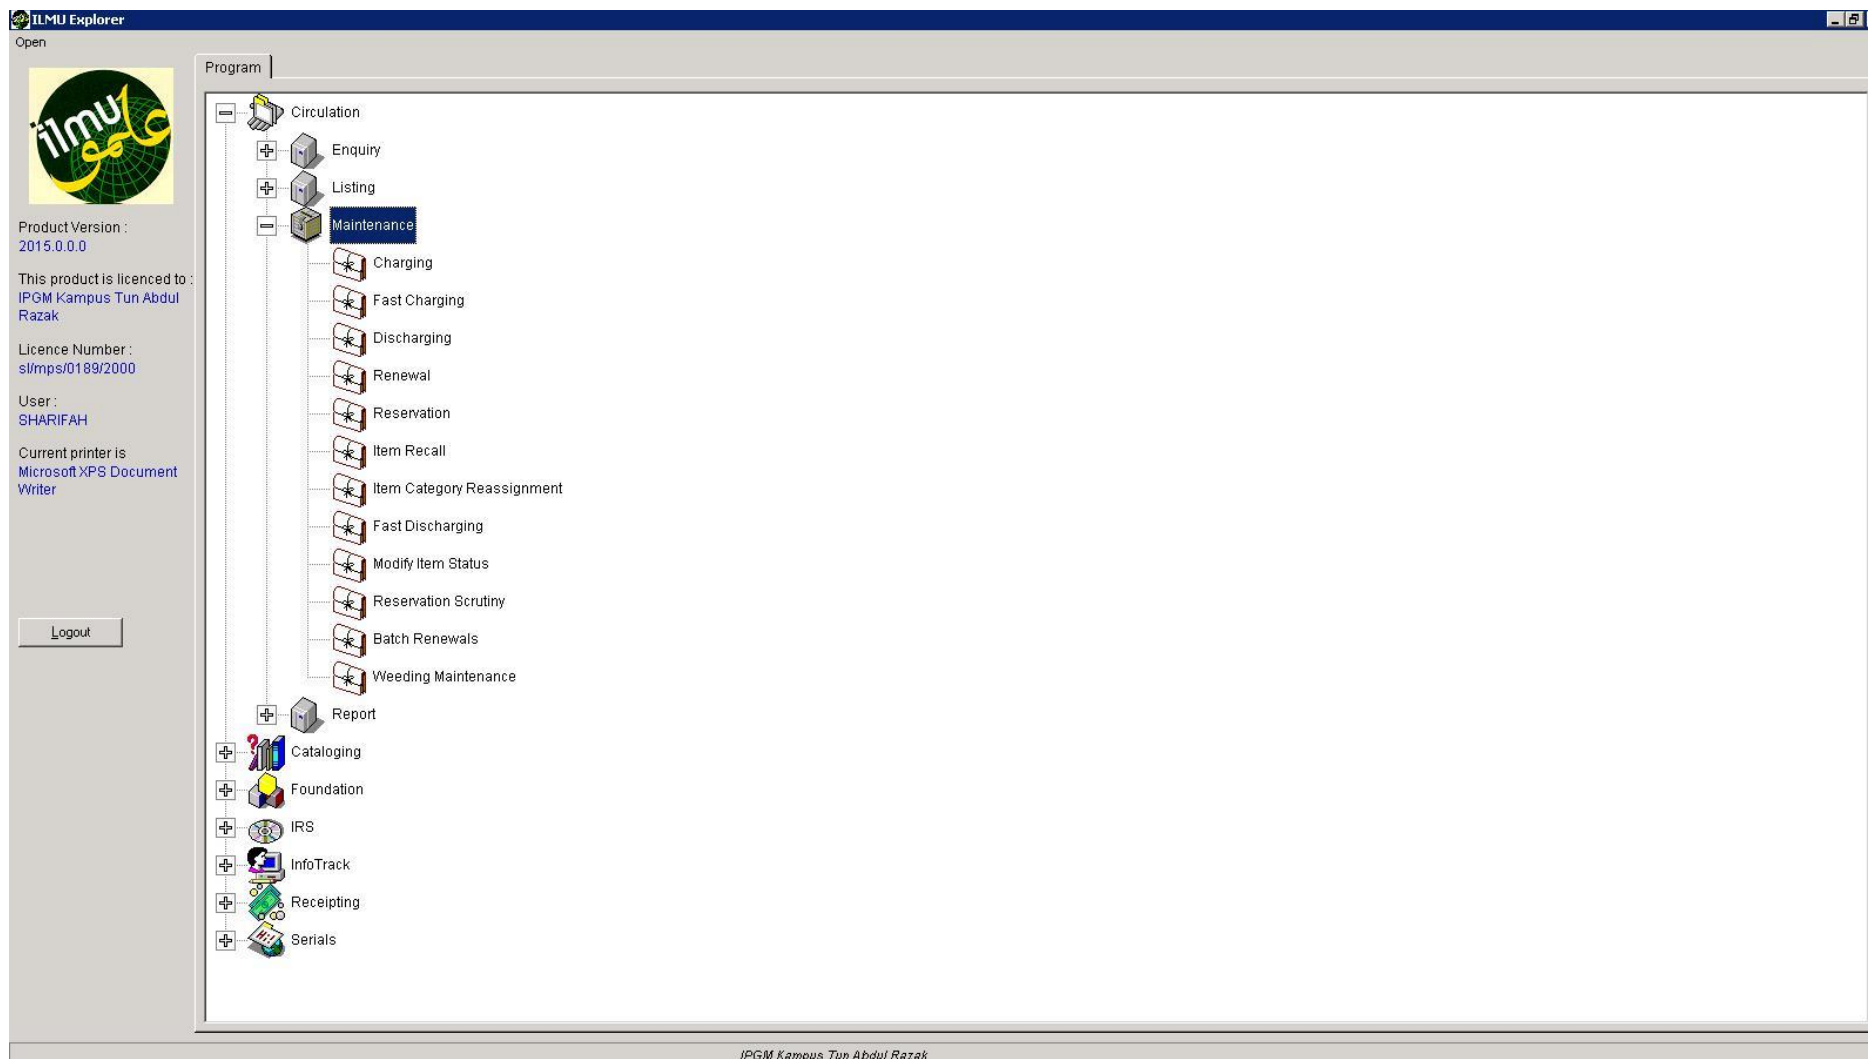 ILMU Explorer
Open
Program
ilmu
علمو
Product Version :
2015.0.0.0
This product is licenced to :
IPGM Kampus Tun Abdul
Razak
Licence Number :
sl/mps/0189/2000
User :
SHARIFAH
Current printer is
Microsoft XPS Document
Writer
Logout
Circulation
Enquiry
Listing
Maintenance
Charging
Fast Charging
Discharging
Renewal
Reservation
Item Recall
Item Category Reassignment
Fast Discharging
Modify Item Status
Reservation Scrutiny
Batch Renewals
Weeding Maintenance
Report
Cataloging
Foundation
IRS
InfoTrack
Receipting
Serials
IPGM Kampus Tun Abdul Razak